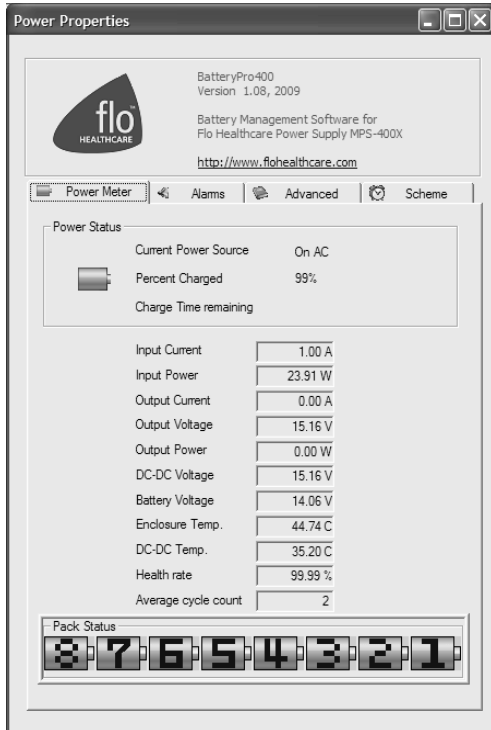 Power Properties
flo™
HEALTHCARE
BatteryPro400
Version 1.08, 2009
Battery Management Software for
Flo Healthcare Power Supply MPS-400X
http://www.flohealthcare.com
Power Meter Alarms Advanced Scheme
Power Status
Current Power Source On AC
Percent Charged 99%
Charge Time remaining
Input Current 1.00 A
Input Power 23.91 W
Output Current 0.00 A
Output Voltage 15.16 V
Output Power 0.00 W
DC-DC Voltage 15.16 V
Battery Voltage 14.06 V
Enclosure Temp. 44.74 C
DC-DC Temp. 35.20 C
Health rate 99.99 %
Average cycle count 2
Pack Status
8 7 6 5 4 3 2 1